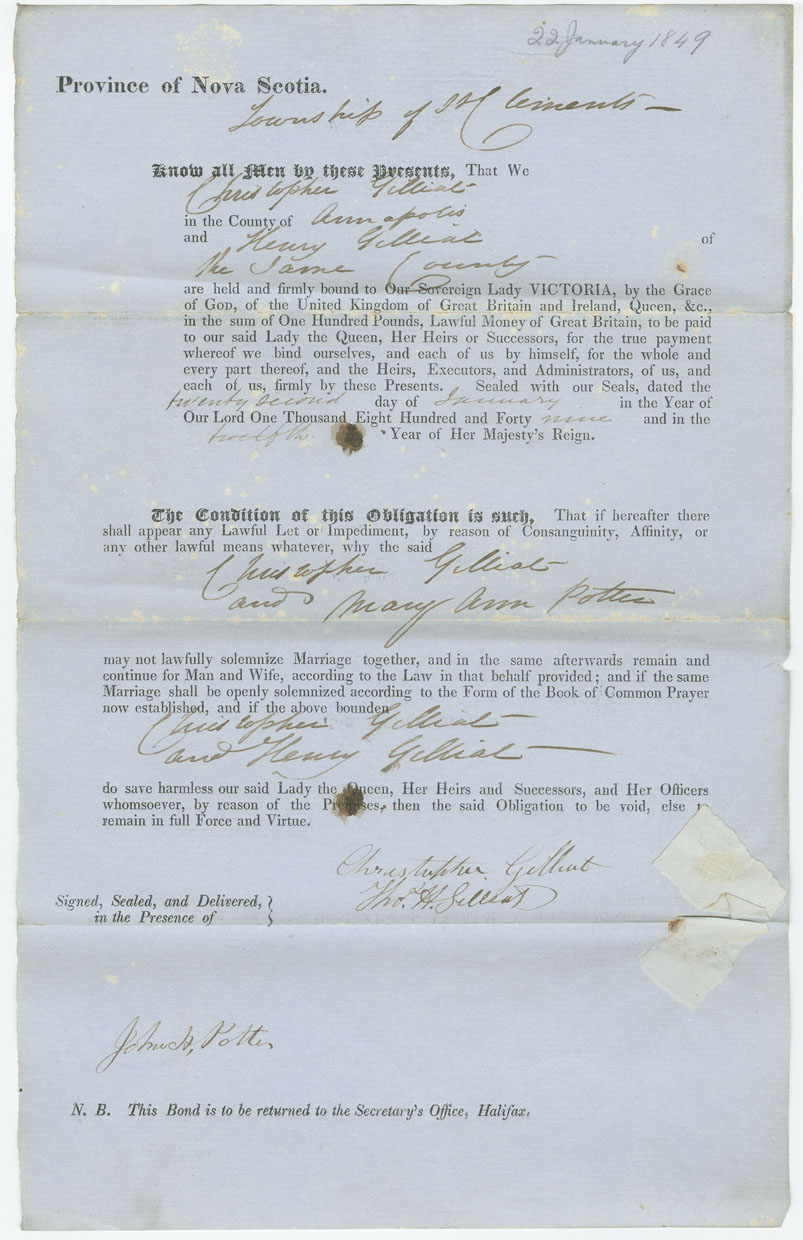 22 January 1849
Province of Nova Scotia.
Township of St Clements
Know all Men by these Presents, That We
Christopher Gilliat
in the County of Annapolis
and Henry Gilliat of
the Same County
are held and firmly bound to Our Sovereign Lady VICTORIA, by the Grace
of GOD, of the United Kingdom of Great Britain and Ireland, Queen, &c.,
in the sum of One Hundred Pounds, Lawful Money of Great Britain, to be paid
to our said Lady the Queen, Her Heirs or Successors, for the true payment
whereof we bind ourselves, and each of us by himself, for the whole and
every part thereof, and the Heirs, Executors, and Administrators, of us, and
each of us, firmly by these Presents. Sealed with our Seals, dated the
twenty second day of January in the Year of
Our Lord One Thousand Eight Hundred and Forty nine and in the
twelfth Year of Her Majesty's Reign.
The Condition of this Obligation is such, That if hereafter there
shall appear any Lawful Let or Impediment, by reason of Consanguinity, Affinity, or
any other lawful means whatever, why the said
Christopher Gilliat
and Mary Ann Potter
may not lawfully solemnize Marriage together, and in the same afterwards remain and
continue for Man and Wife, according to the Law in that behalf provided; and if the same
Marriage shall be openly solemnized according to the Form of the Book of Common Prayer
now established, and if the above bounden
Christopher Gilliat
and Henry Gilliat
do save harmless our said Lady the Queen, Her Heirs and Successors, and Her Officers
whomsoever, by reason of the Premises, then the said Obligation to be void, else to
remain in full Force and Virtue.
Christopher Gilliat
Tho. H. Gilliat
Signed, Sealed, and Delivered,
in the Presence of
John H, Potter
N. B. This Bond is to be returned to the Secretary's Office, Halifax.